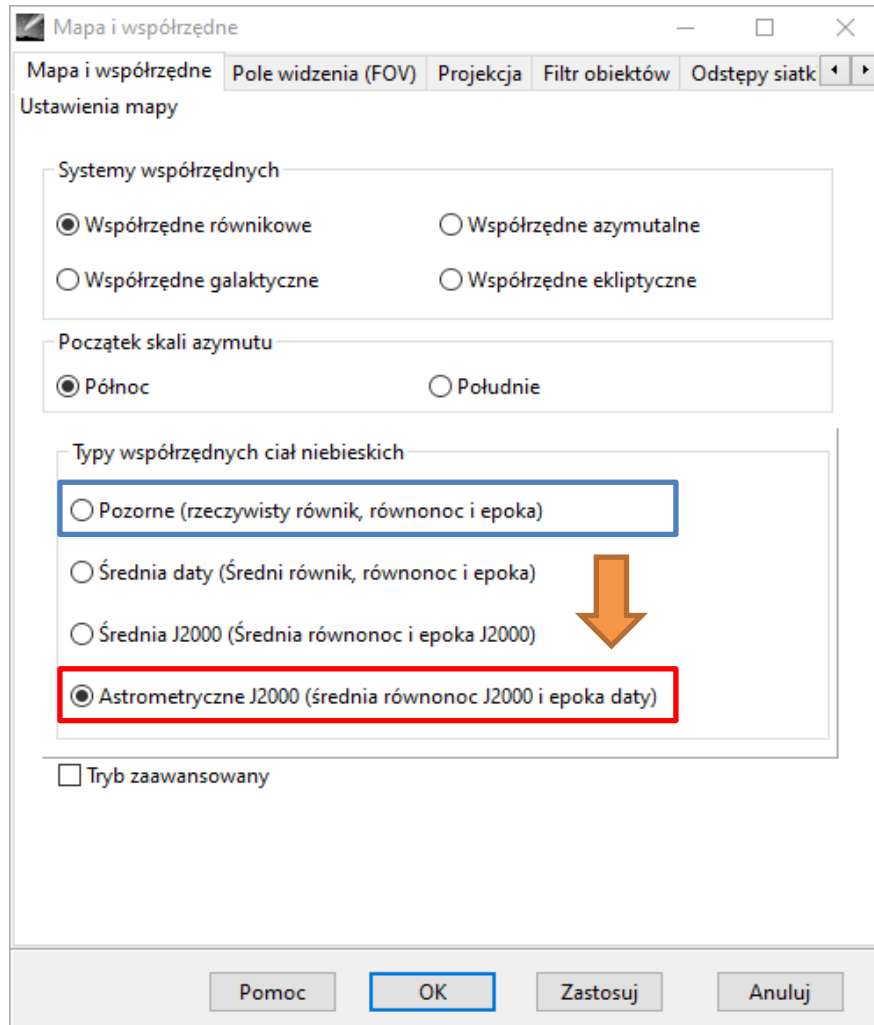 Mapa i współrzędne
Mapa i współrzędne Pole widzenia (FOV) Projekcja Filtr obiektów Odstępy siatk
Ustawienia mapy
Systemy współrzędnych
Współrzędne równikowe Współrzędne azymutalne
Współrzędne galaktyczne Współrzędne ekliptyczne
Początek skali azymutu
Północ Południe
Typy współrzędnych ciał niebieskich
Pozorne (rzeczywisty równik, równonoc i epoka)
Średnia daty (Średni równik, równonoc i epoka)
Średnia J2000 (Średnia równonoc i epoka J2000)
Astrometryczne J2000 (średnia równonoc J2000 i epoka daty)
Tryb zaawansowany
Pomoc OK Zastosuj Anuluj